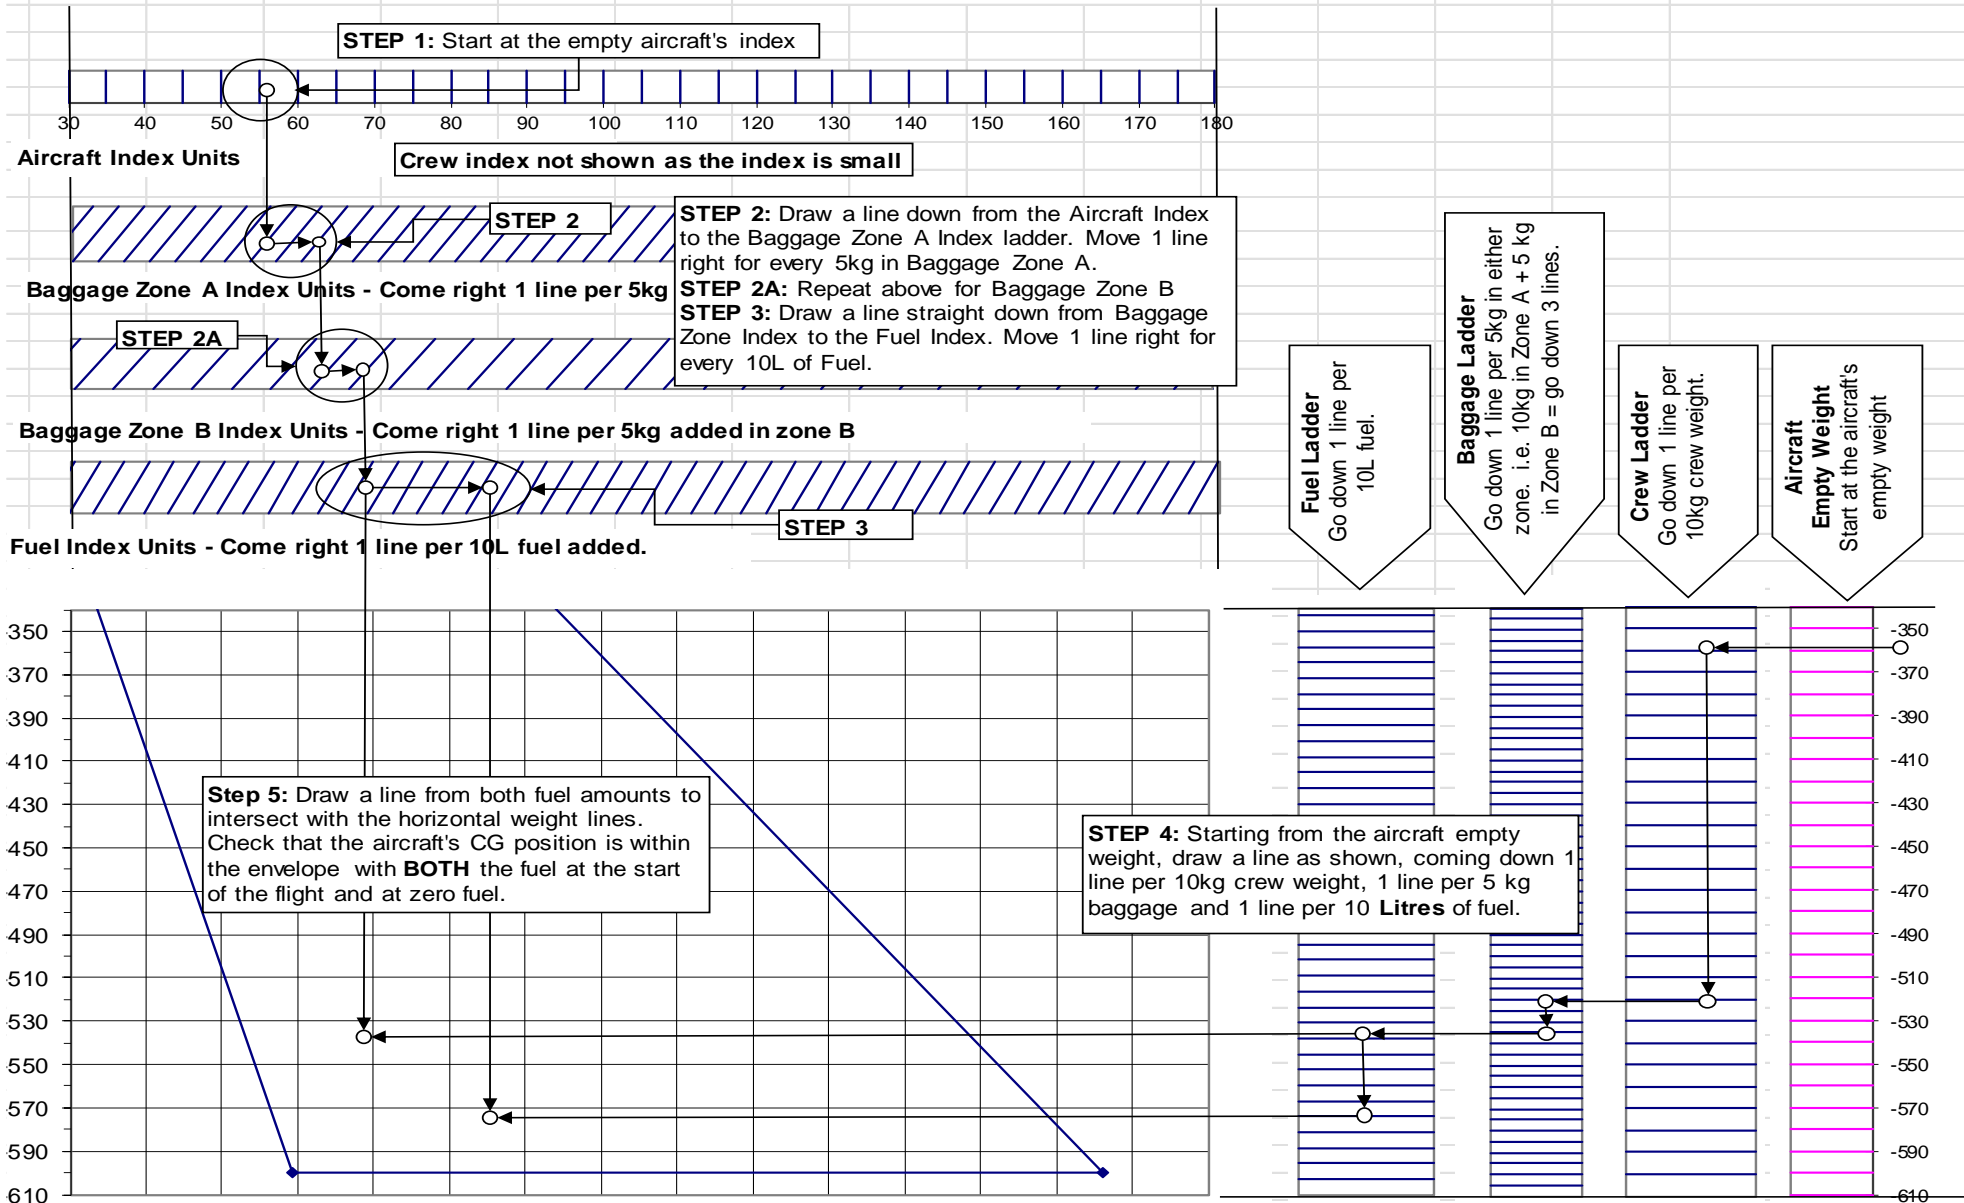 STEP 1: Start at the empty aircraft's index
30 40 50 60 70 80 90 100 110 120 130 140 150 160 170 180
Aircraft Index Units
Crew index not shown as the index is small
STEP 2
STEP 2: Draw a line down from the Aircraft Index
to the Baggage Zone A Index ladder. Move 1 line
right for every 5kg in Baggage Zone A.
STEP 2A: Repeat above for Baggage Zone B
STEP 3: Draw a line straight down from Baggage
Zone Index to the Fuel Index. Move 1 line right for
every 10L of Fuel.
Baggage Zone A Index Units - Come right 1 line per 5kg
STEP 2A
Baggage Zone B Index Units - Come right 1 line per 5kg added in zone B
STEP 3
Fuel Index Units - Come right 1 line per 10L fuel added.
Fuel Ladder
Go down 1 line per
10L fuel.
Baggage Ladder
Go down 1 line per 5kg in either
zone. i.e. 10kg in Zone A + 5 kg
in Zone B = go down 3 lines.
Crew Ladder
Go down 1 line per
10kg crew weight.
Aircraft
Empty Weight
Start at the aircraft's
empty weight
350
370
390
410
430
450
470
490
510
530
550
570
590
610
Step 5: Draw a line from both fuel amounts to
intersect with the horizontal weight lines.
Check that the aircraft's CG position is within
the envelope with BOTH the fuel at the start
of the flight and at zero fuel.
STEP 4: Starting from the aircraft empty
weight, draw a line as shown, coming down 1
line per 10kg crew weight, 1 line per 5 kg
baggage and 1 line per 10 Litres of fuel.
-350
-370
-390
-410
-430
-450
-470
-490
-510
-530
-550
-570
-590
-610